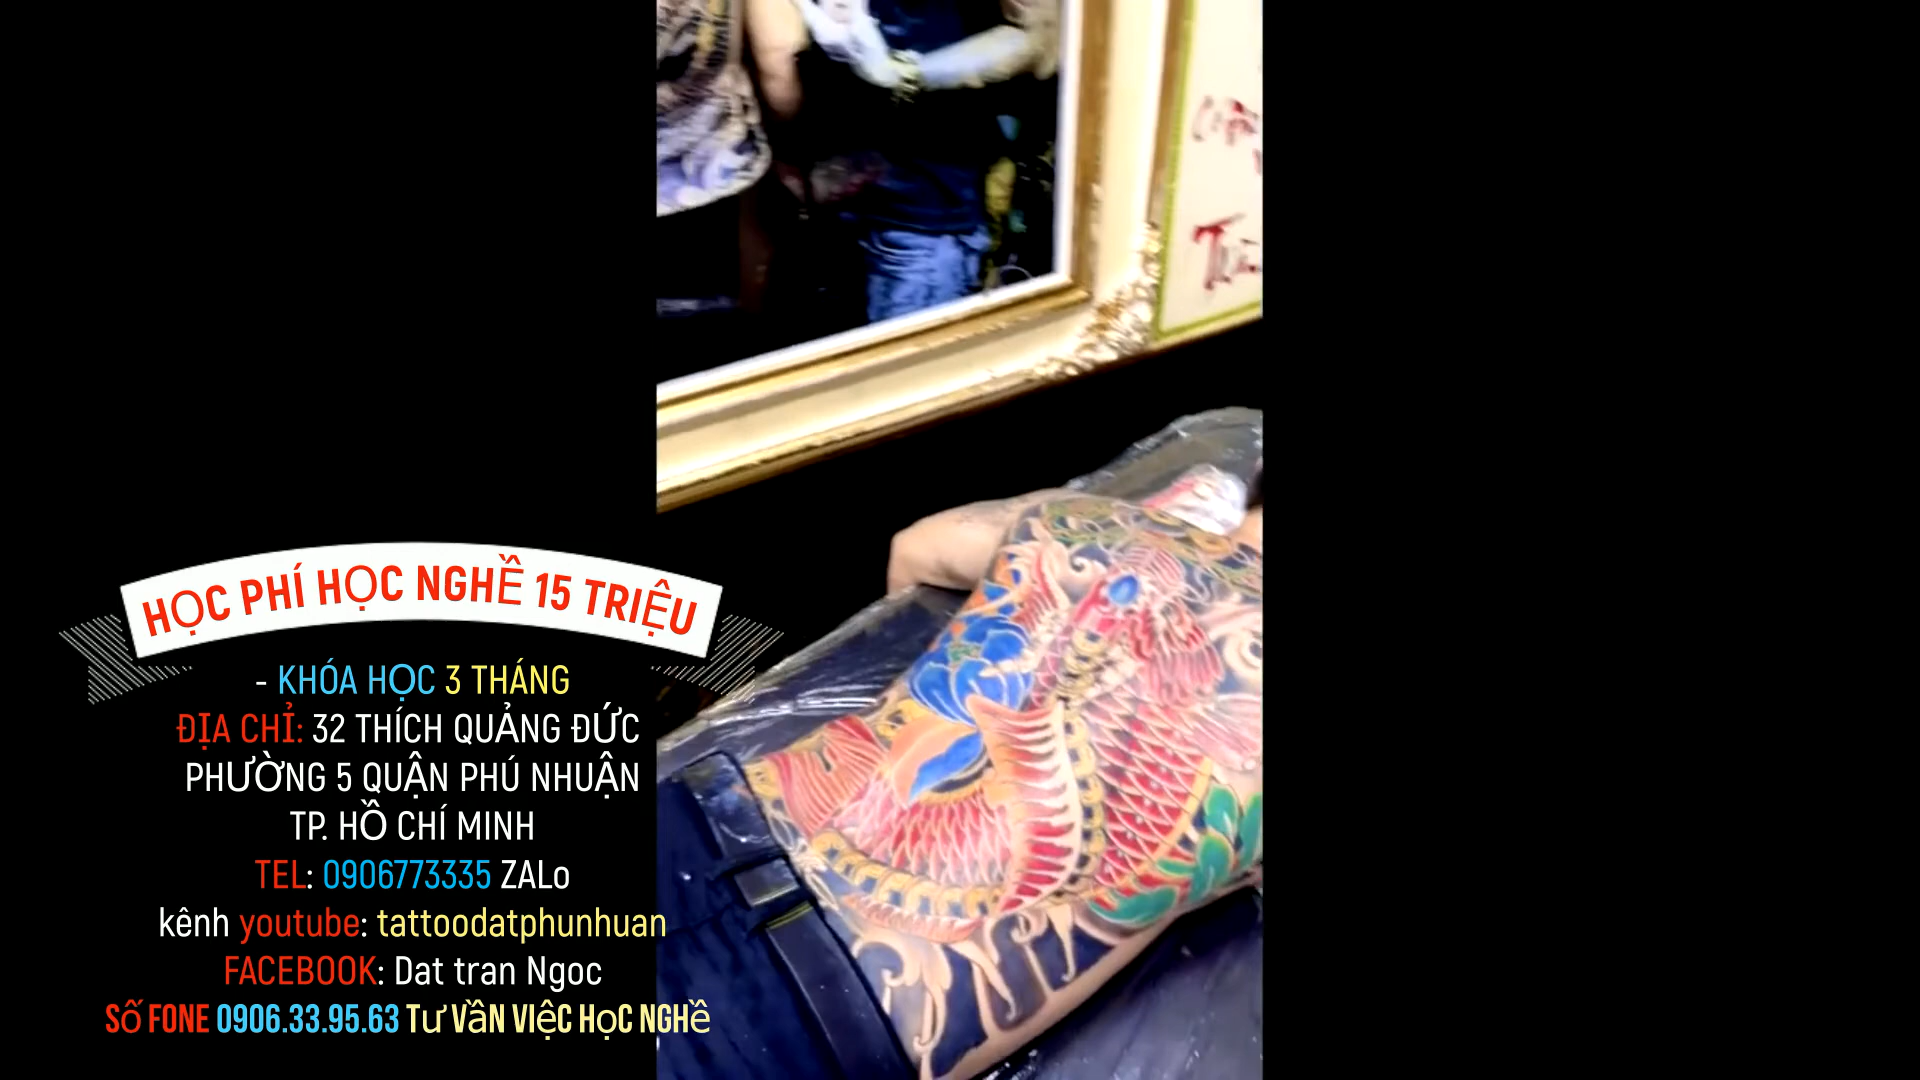 HỌC PHÍ HỌC NGHỀ 15 TRIỆU
- KHÓA HỌC 3 THÁNG
ĐỊA CHỈ: 32 THÍCH QUẢNG ĐỨC
PHƯỜNG 5 QUẬN PHÚ NHUẬN
TP. HỒ CHÍ MINH
TEL: 0906773335 ZALo
kênh youtube: tattoodatphunhuan
FACEBOOK: Dat tran Ngoc
Số FONE 0906.33.95.63 Tư Vần Việc Học Nghề